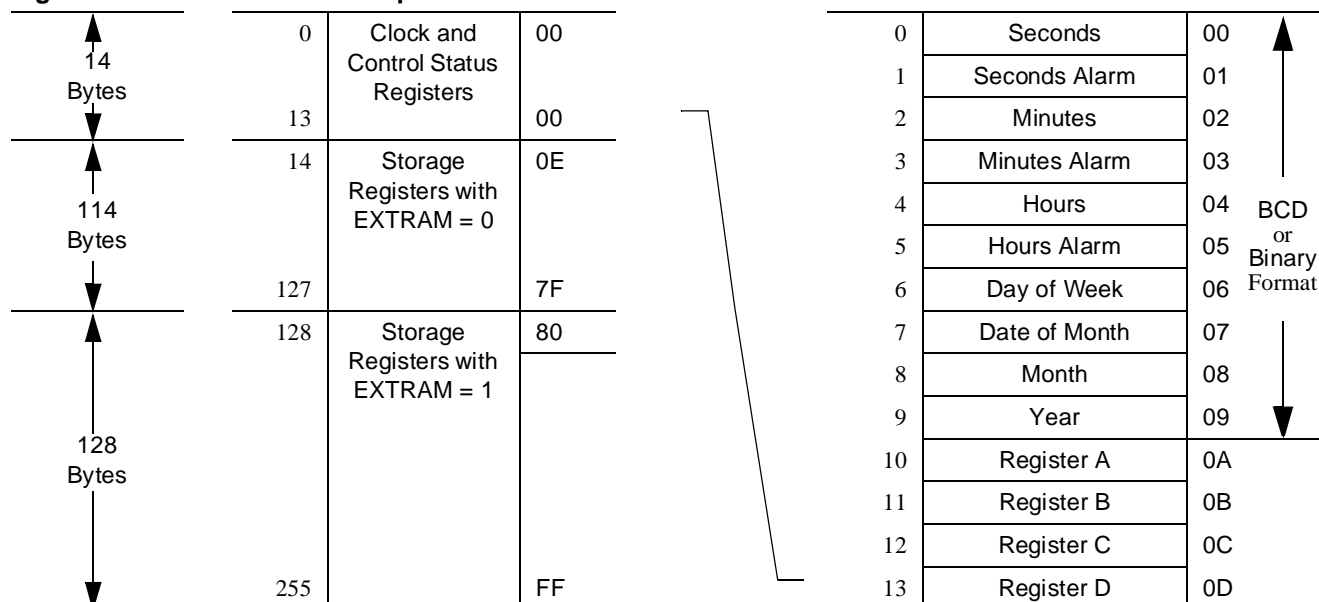 14
Bytes
114
Bytes
128
Bytes
0 Clock and 00
Control Status
Registers
13 00
14 Storage 0E
Registers with
EXTRAM = 0
127 7F
128 Storage 80
Registers with
EXTRAM = 1
255 FF
0 Seconds 00
1 Seconds Alarm 01
2 Minutes 02
3 Minutes Alarm 03
4 Hours 04
5 Hours Alarm 05
6 Day of Week 06
7 Date of Month 07
8 Month 08
9 Year 09
10 Register A 0A
11 Register B 0B
12 Register C 0C
13 Register D 0D
BCD
or
Binary
Format